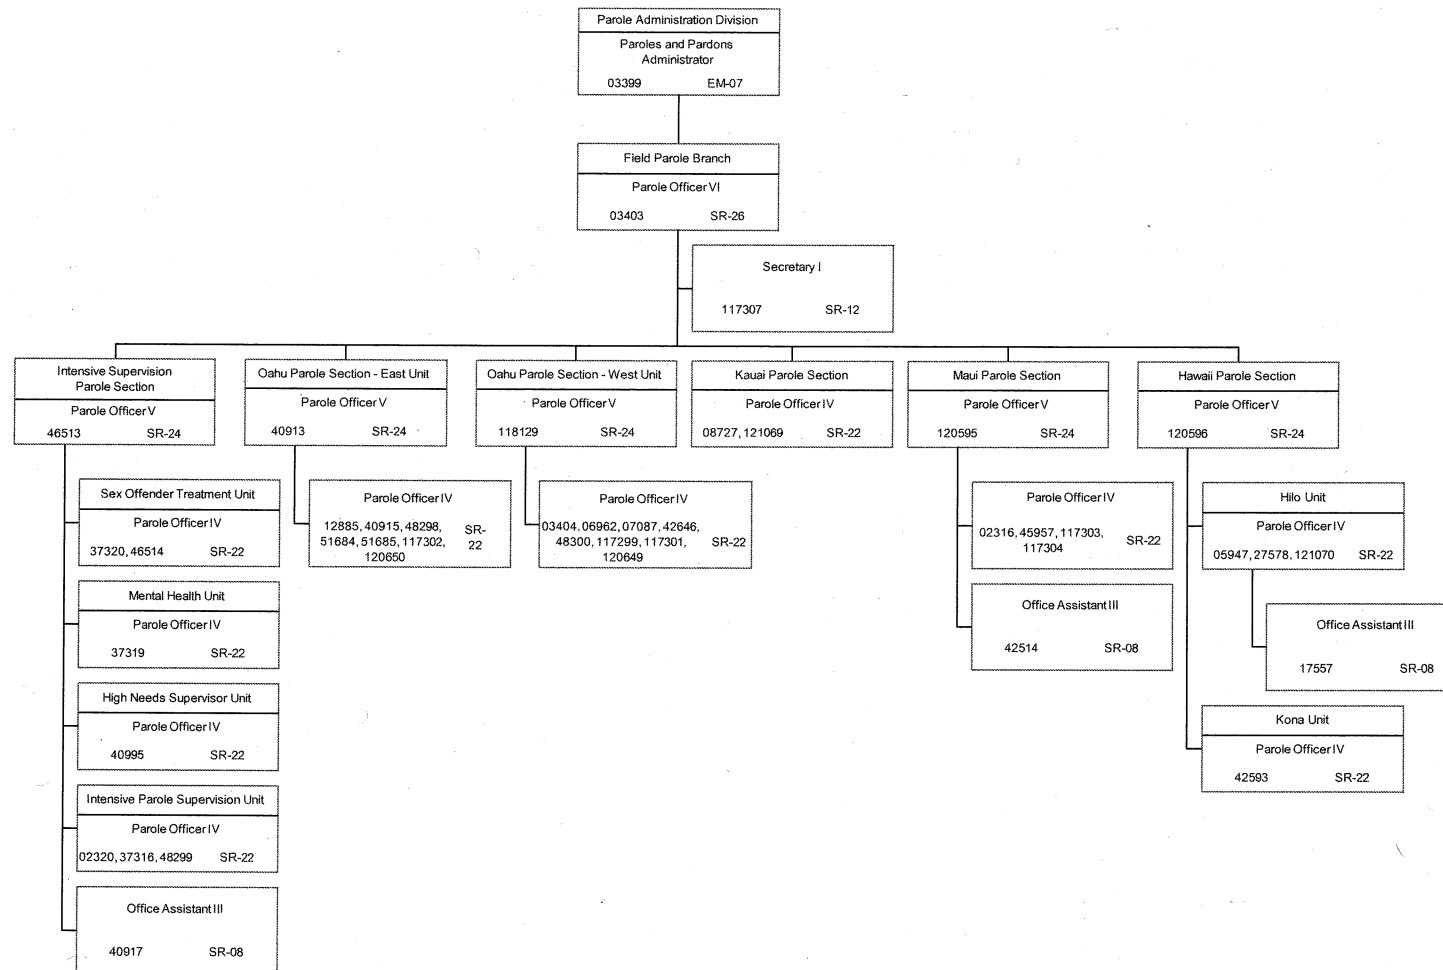 Parole Administration Division
Paroles and Pardons
Administrator
03399 EM-07
Field Parole Branch
Parole Officer VI
03403 SR-26
Secretary I
117307 SR-12
Intensive Supervision
Parole Section
Parole Officer V
46513 SR-24
Sex Offender Treatment Unit
Parole Officer IV
37320, 46514 SR-22
Mental Health Unit
Parole Officer IV
37319 SR-22
High Needs Supervisor Unit
Parole Officer IV
40995 SR-22
Intensive Parole Supervision Unit
Parole Officer IV
02320, 37316, 48299 SR-22
Office Assistant III
40917 SR-08
Oahu Parole Section - East Unit
Parole Officer V
40913 SR-24
Parole Officer IV
12885, 40915, 48298,
51684, 51685, 117302,
120650
SR-
22
Oahu Parole Section - West Unit
Parole Officer V
118129 SR-24
Parole Officer IV
03404, 06962, 07087, 42646,
48300, 117299, 117301, SR-22
120649
Kauai Parole Section
Parole Officer IV
08727, 121069 SR-22
Maui Parole Section
Parole Officer V
120595 SR-24
Parole Officer IV
02316, 45957, 117303,
117304
SR-22
Office Assistant III
42514 SR-08
Hawaii Parole Section
Parole Officer V
120596 SR-24
Hilo Unit
Parole Officer IV
05947, 27578, 121070 SR-22
Office Assistant III
17557 SR-08
Kona Unit
Parole Officer IV
42593 SR-22